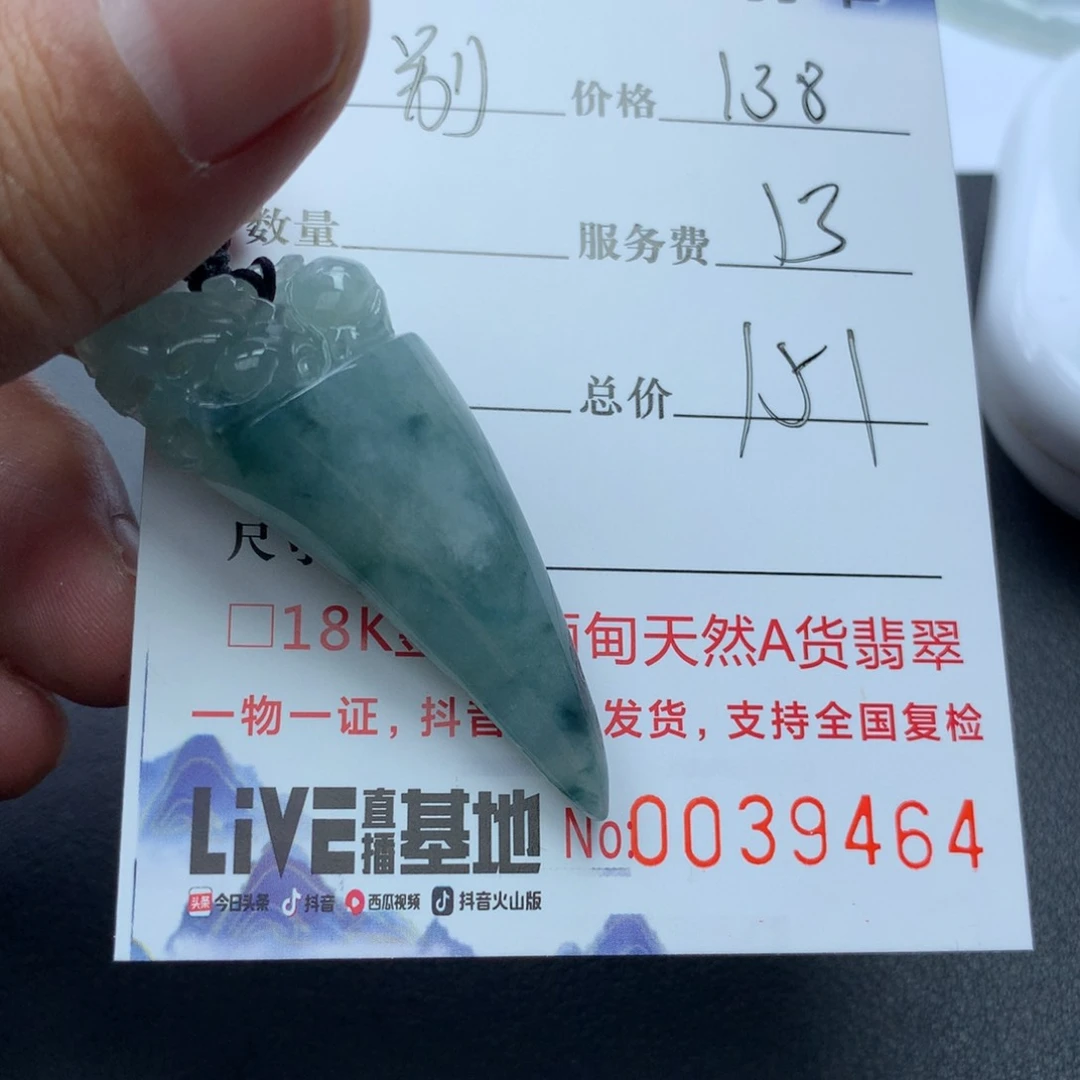 价格 138
数量 服务费 13
总价 151
尺寸
□18K 缅甸天然A货翡翠
一物一证，抖音 发货，支持全国复检
LiVE直播基地 No:0039464
头条 今日头条 抖音 西瓜视频 抖音火山版